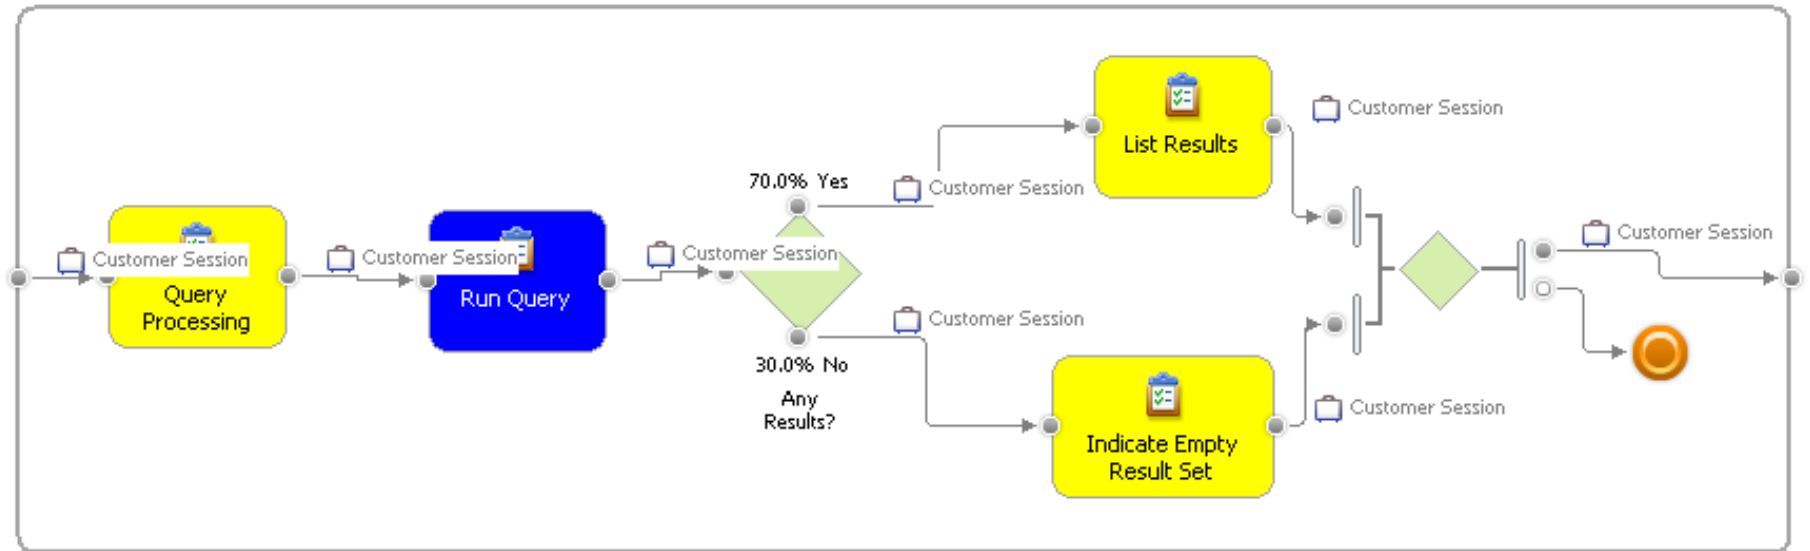 Customer Session
Query
Processing
Customer Session
Run Query
Customer Session
70.0% Yes
30.0% No
Any
Results?
Customer Session
List Results
Customer Session
Customer Session
Indicate Empty
Result Set
Customer Session
Customer Session